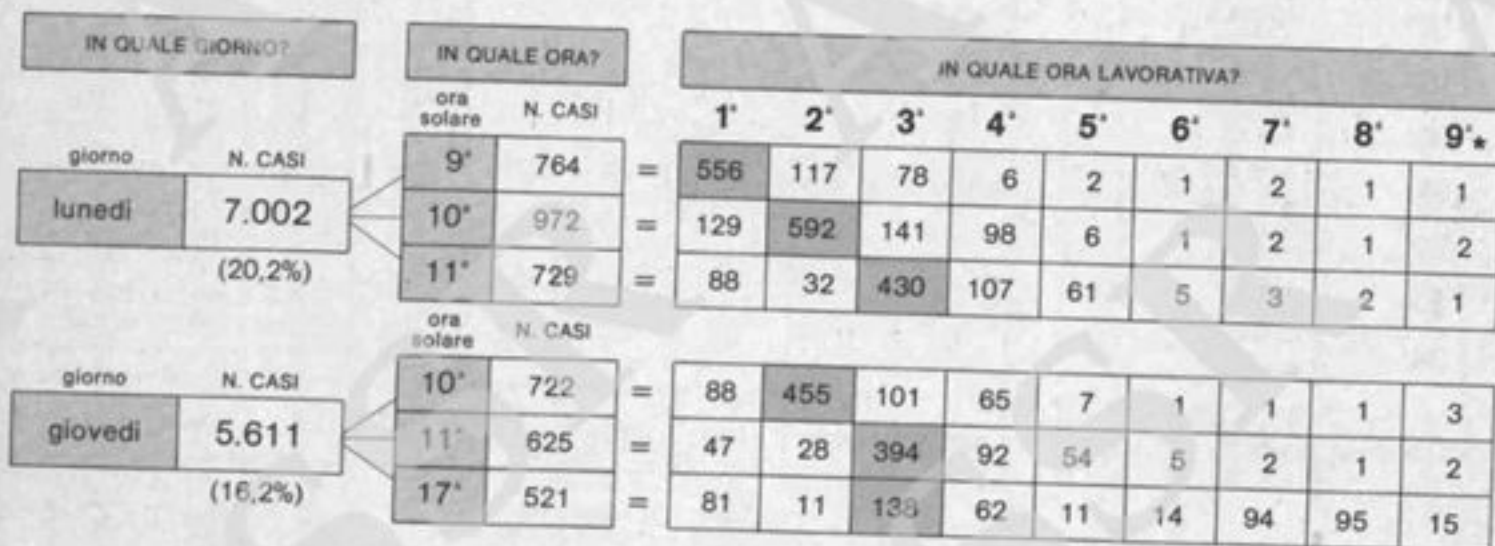 IN QUALE GIORNO? IN QUALE ORA? IN QUALE ORA LAVORATIVA?
ora solare N. CASI 1ª 2ª 3ª 4ª 5ª 6ª 7ª 8ª 9ª*
giorno N. CASI
lunedi 7.002 (20,2%)
9ª 764 = 556 117 78 6 2 1 2 1 1
10ª 972 = 129 592 141 98 6 1 2 1 2
11ª 729 = 88 32 430 107 61 5 3 2 1
ora solare N. CASI
giorno N. CASI
giovedi 5.611 (16,2%)
10ª 722 = 88 455 101 65 7 1 1 1 3
11ª 625 = 47 28 394 92 54 5 2 1 2
17ª 521 = 81 11 138 62 11 14 94 95 15